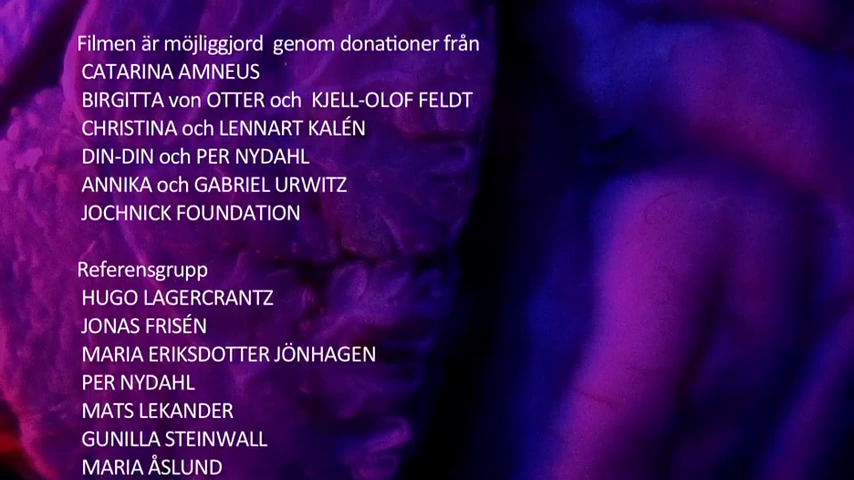 Filmen är möjliggjord genom donationer från
CATARINA AMNEUS
BIRGITTA von OTTER och KJELL-OLOF FELDT
CHRISTINA och LENNART KALÉN
DIN-DIN och PER NYDAHL
ANNIKA och GABRIEL URWITZ
JOCHNICK FOUNDATION
Referensgrupp
HUGO LAGERCRANTZ
JONAS FRISÉN
MARIA ERIKSDOTTER JÖNHAGEN
PER NYDAHL
MATS LEKANDER
GUNILLA STEINWALL
MARIA ÅSLUND